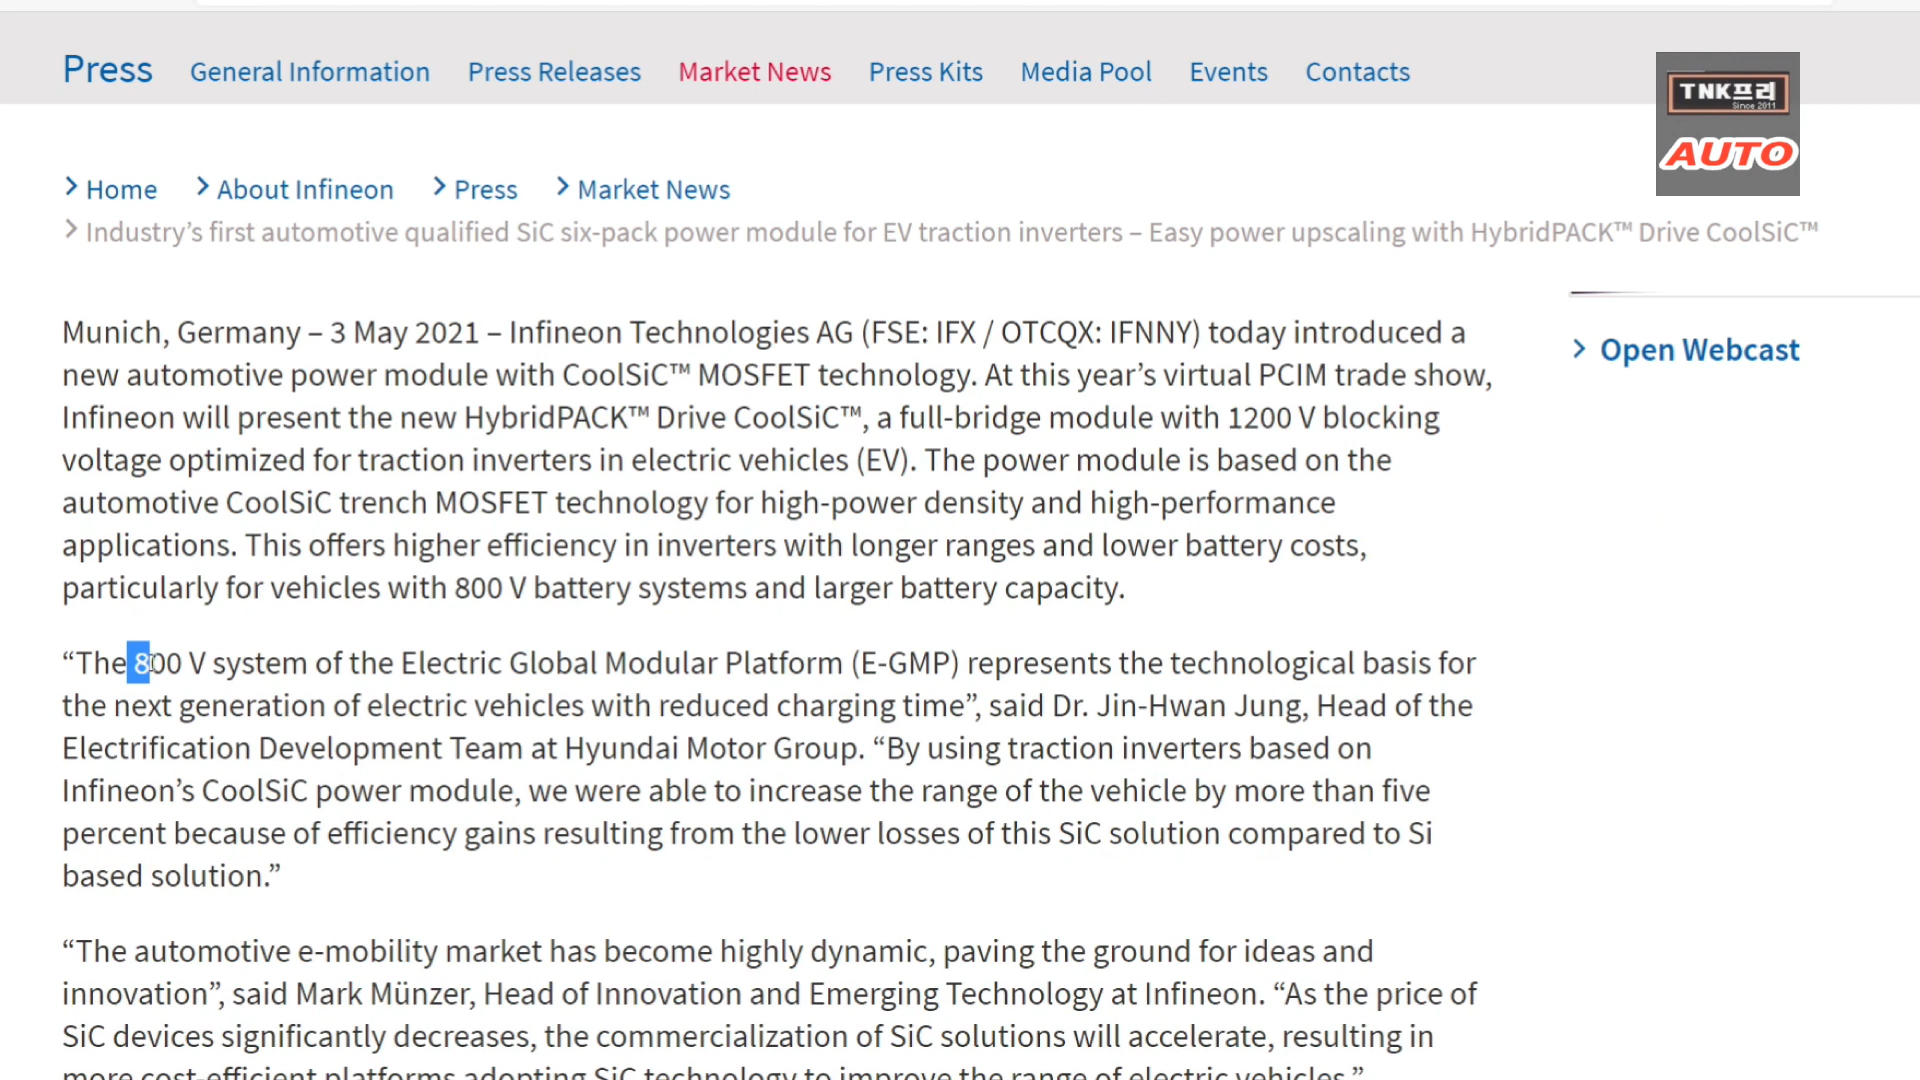 Press General Information Press Releases Market News Press Kits Media Pool Events Contacts
TNK프리
Since 2011
AUTO
Home About Infineon Press Market News
Industry’s first automotive qualified SiC six-pack power module for EV traction inverters – Easy power upscaling with HybridPACK™ Drive CoolSiC™
Munich, Germany – 3 May 2021 – Infineon Technologies AG (FSE: IFX / OTCQX: IFNNY) today introduced a
new automotive power module with CoolSiC™ MOSFET technology. At this year’s virtual PCIM trade show,
Infineon will present the new HybridPACK™ Drive CoolSiC™, a full-bridge module with 1200 V blocking
voltage optimized for traction inverters in electric vehicles (EV). The power module is based on the
automotive CoolSiC trench MOSFET technology for high-power density and high-performance
applications. This offers higher efficiency in inverters with longer ranges and lower battery costs,
particularly for vehicles with 800 V battery systems and larger battery capacity.
Open Webcast
“The 800 V system of the Electric Global Modular Platform (E-GMP) represents the technological basis for
the next generation of electric vehicles with reduced charging time”, said Dr. Jin-Hwan Jung, Head of the
Electrification Development Team at Hyundai Motor Group. “By using traction inverters based on
Infineon’s CoolSiC power module, we were able to increase the range of the vehicle by more than five
percent because of efficiency gains resulting from the lower losses of this SiC solution compared to Si
based solution.”
“The automotive e-mobility market has become highly dynamic, paving the ground for ideas and
innovation”, said Mark Münzer, Head of Innovation and Emerging Technology at Infineon. “As the price of
SiC devices significantly decreases, the commercialization of SiC solutions will accelerate, resulting in
more cost-efficient platforms adopting SiC technology to improve the range of electric vehicles.”